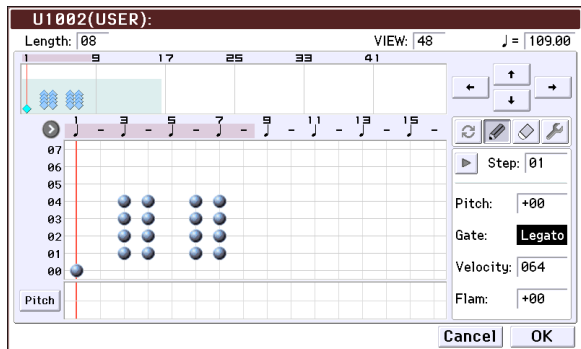 U1002(USER):
Length: 08 VIEW: 48 ♩= 109.00
1 9 17 25 33 41
1 - 3 - 5 - 7 - 9 - 11 - 13 - 15 -
07
06
05
04
03
02
01
00
Pitch
Step: 01
Pitch: +00
Gate: Legato
Velocity: 064
Flam: +00
Cancel OK